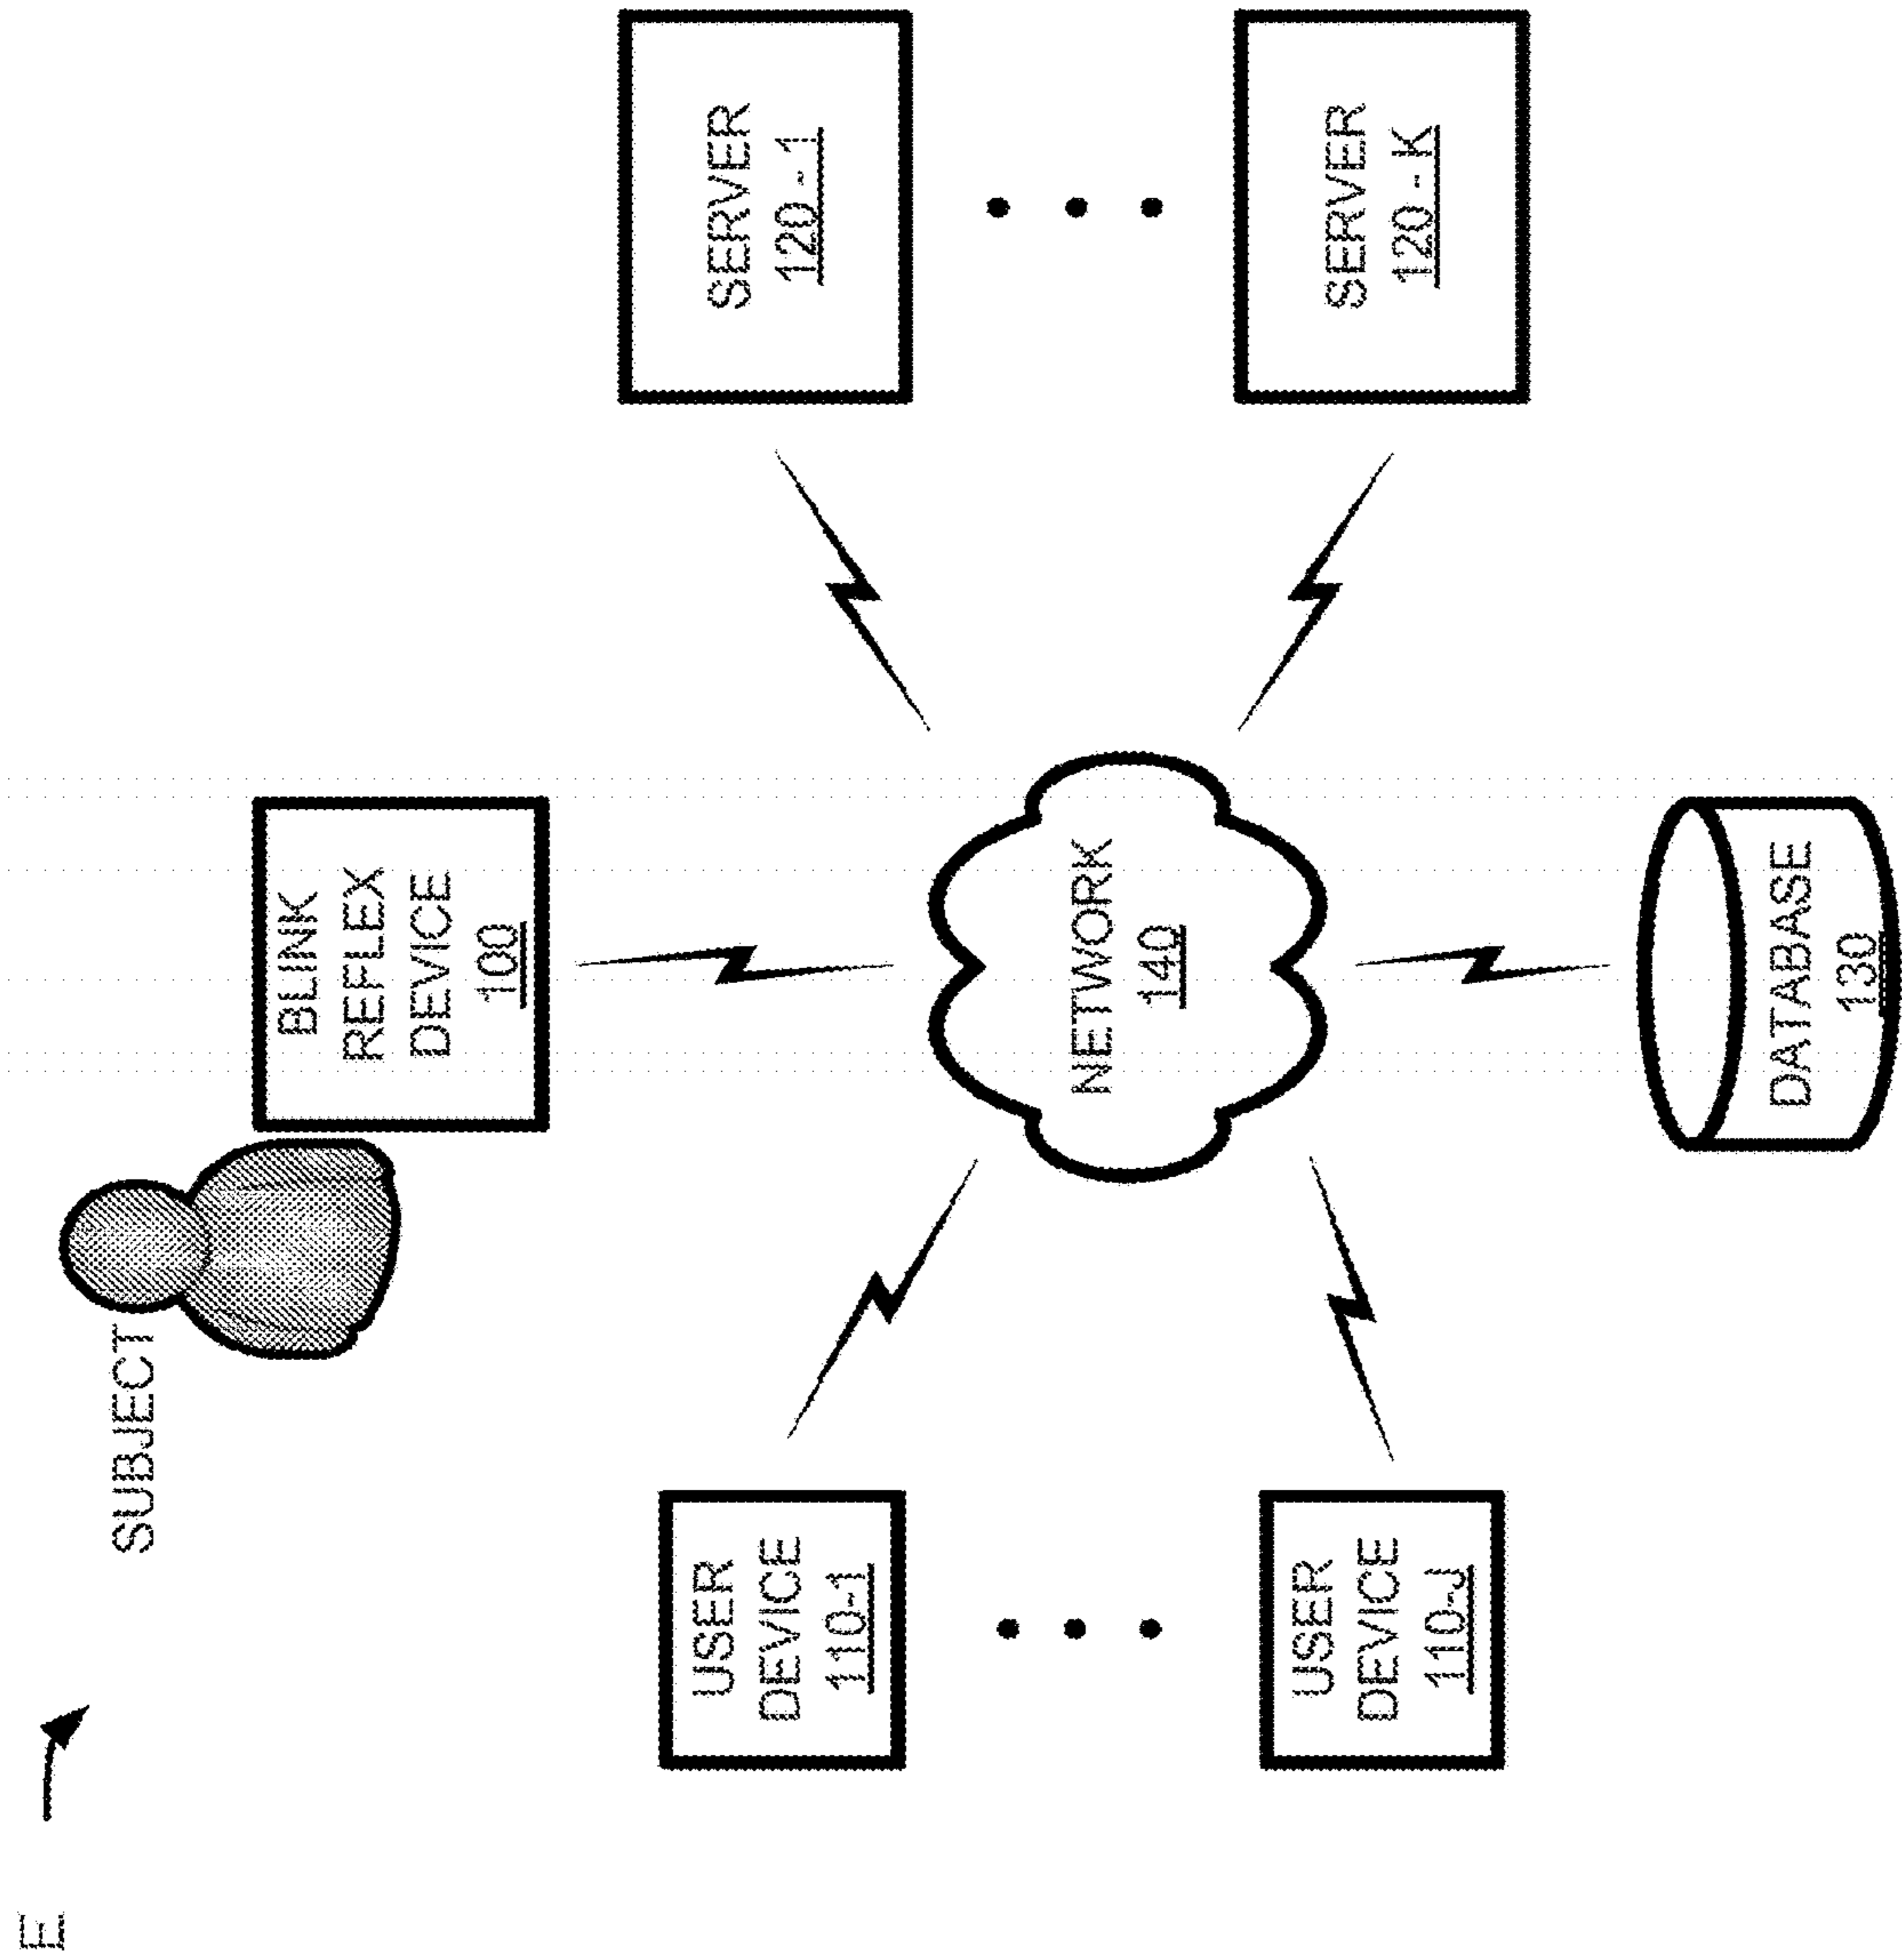 E
SUBJECT
BLINK
REFLEX
DEVICE
100
USER
DEVICE
110-1
SERVER
120 - 1
NETWORK
140
USER
DEVICE
110-J
SERVER
120 - K
DATABASE
130